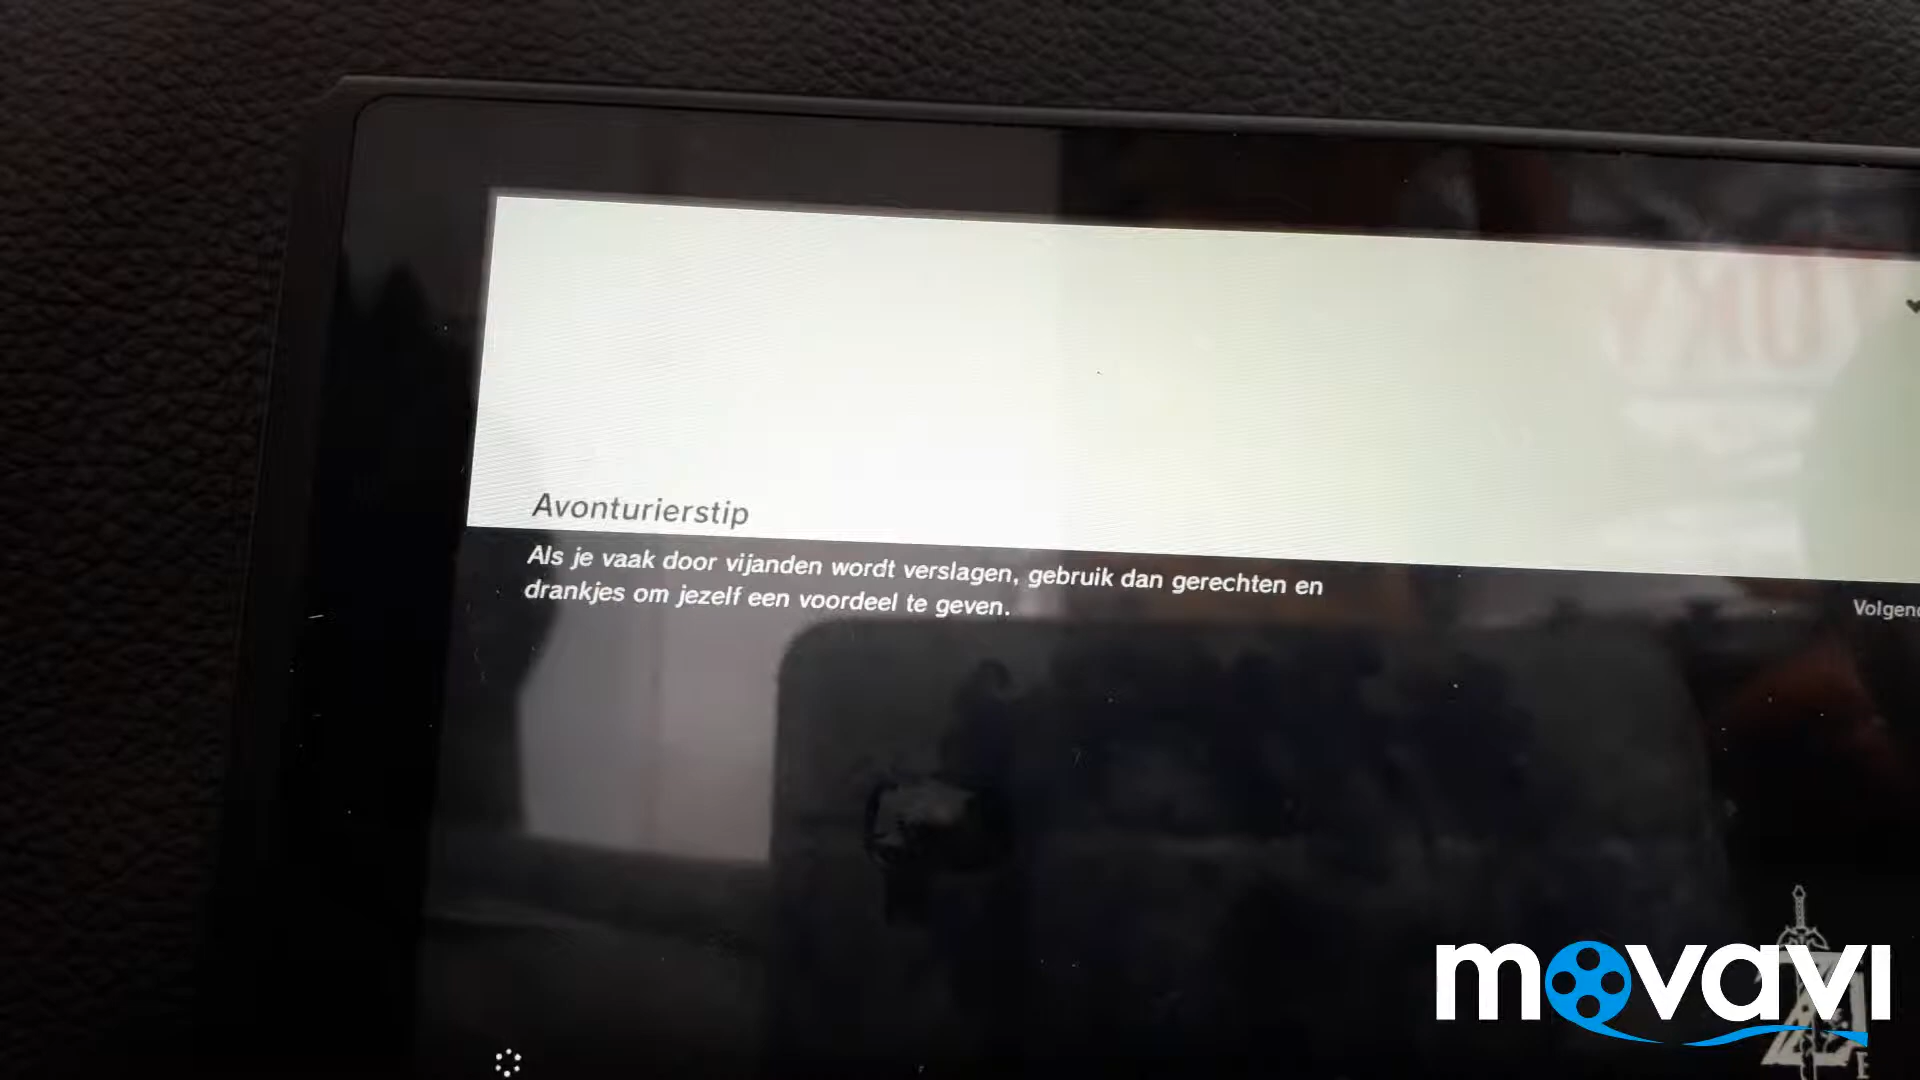 Avonturierstip
Als je vaak door vijanden wordt verslagen, gebruik dan gerechten en
drankjes om jezelf een voordeel te geven.
movavi